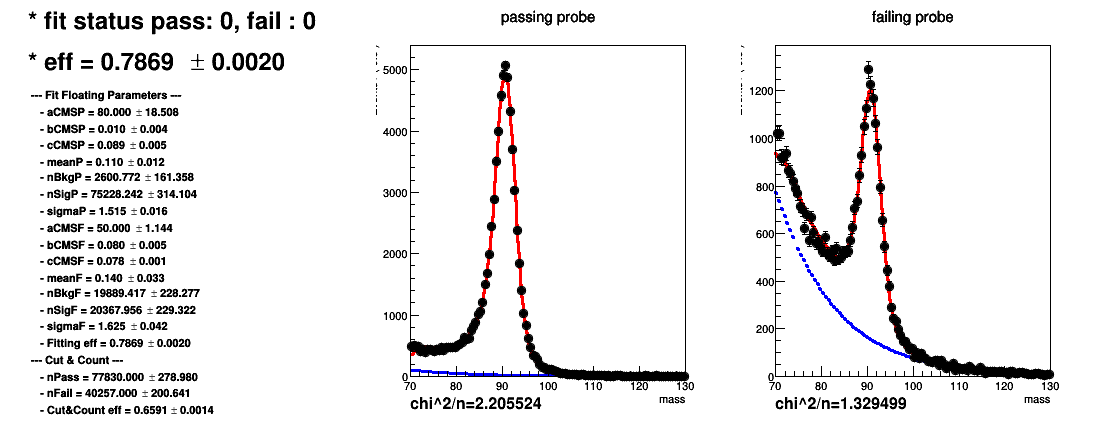 * fit status pass: 0, fail : 0
* eff = 0.7869 ± 0.0020
--- Fit Floating Parameters ---
- aCMSP = 80.000 ± 18.508
- bCMSP = 0.010 ± 0.004
- cCMSP = 0.089 ± 0.005
- meanP = 0.110 ± 0.012
- nBkgP = 2600.772 ± 161.358
- nSigP = 75228.242 ± 314.104
- sigmaP = 1.515 ± 0.016
- aCMSF = 50.000 ± 1.144
- bCMSF = 0.080 ± 0.005
- cCMSF = 0.078 ± 0.001
- meanF = 0.140 ± 0.033
- nBkgF = 19889.417 ± 228.277
- nSigF = 20367.956 ± 229.322
- sigmaF = 1.625 ± 0.042
- Fitting eff = 0.7869 ± 0.0020
--- Cut & Count ---
- nPass = 77830.000 ± 278.980
- nFail = 40257.000 ± 200.641
- Cut&Count eff = 0.6591 ± 0.0014
passing probe
5000
4000
3000
2000
1000
0
70 80 90 100 110 120 130
mass
chi^2/n=2.205524
failing probe
1200
1000
800
600
400
200
0
70 80 90 100 110 120 130
mass
chi^2/n=1.329499